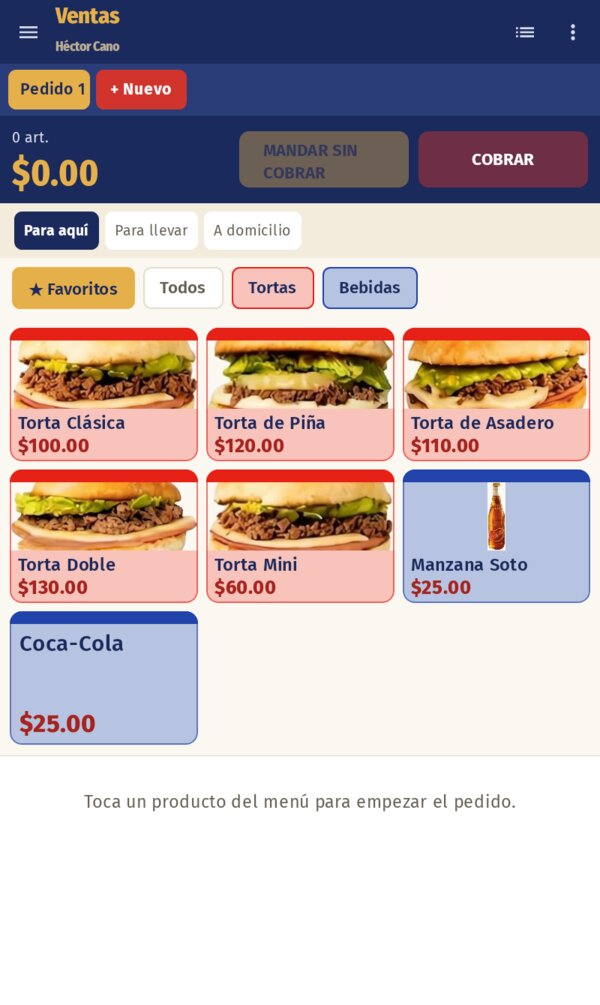 Ventas
Héctor Cano
Pedido 1
+ Nuevo
0 art.
$0.00
MANDAR SIN
COBRAR
COBRAR
Para aquí
Para llevar
A domicilio
★ Favoritos
Todos
Tortas
Bebidas
Torta Clásica
$100.00
Torta de Piña
$120.00
Torta de Asadero
$110.00
Torta Doble
$130.00
Torta Mini
$60.00
Manzana Soto
$25.00
Coca-Cola
$25.00
Toca un producto del menú para empezar el pedido.